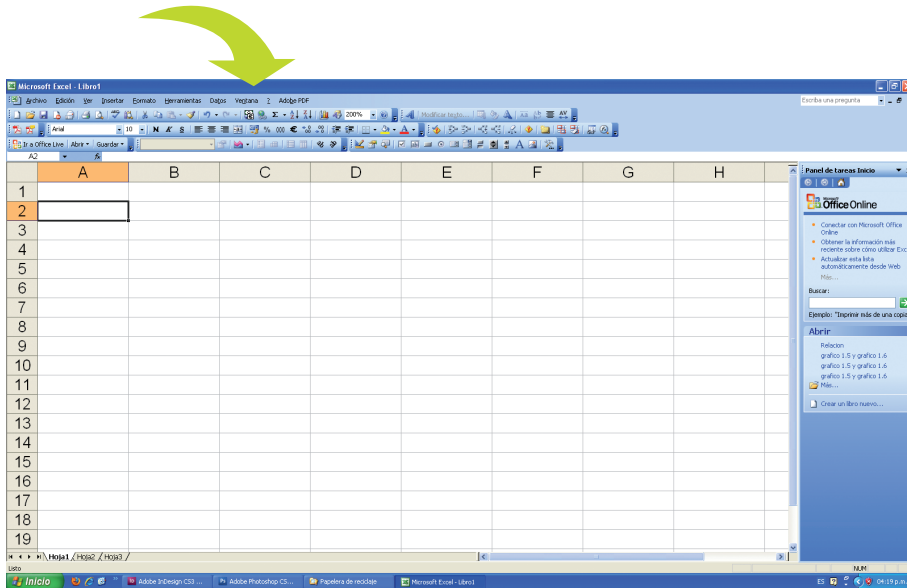 Microsoft Excel - Libro1
Archivo Edición Ver Insertar Formato Herramientas Datos Ventana ? Adobe PDF
Escriba una pregunta
200% Modificar texto...
Arial 10 N K S % 000 €
Ir a Office Live Abrir Guardar
A2 fx
A B C D E F G H
1
2
3
4
5
6
7
8
9
10
11
12
13
14
15
16
17
18
19
Panel de tareas Inicio
Microsoft
Office Online
Conectar con Microsoft Office
Online
Obtener la información más
reciente sobre cómo utilizar Exc
Actualizar esta lista
automáticamente desde Web
Más...
Buscar:
Ejemplo: "Imprimir más de una copia
Abrir
Relacion
grafico 1.5 y grafico 1.6
grafico 1.5 y grafico 1.6
grafico 1.5 y grafico 1.6
Más...
Crear un libro nuevo...
Hoja1 Hoja2 Hoja3
Listo
NUM
Inicio
Adobe InDesign CS3 ...
Adobe Photoshop CS...
Papelera de reciclaje
Microsoft Excel - Libro1
ES
04:19 p.m.